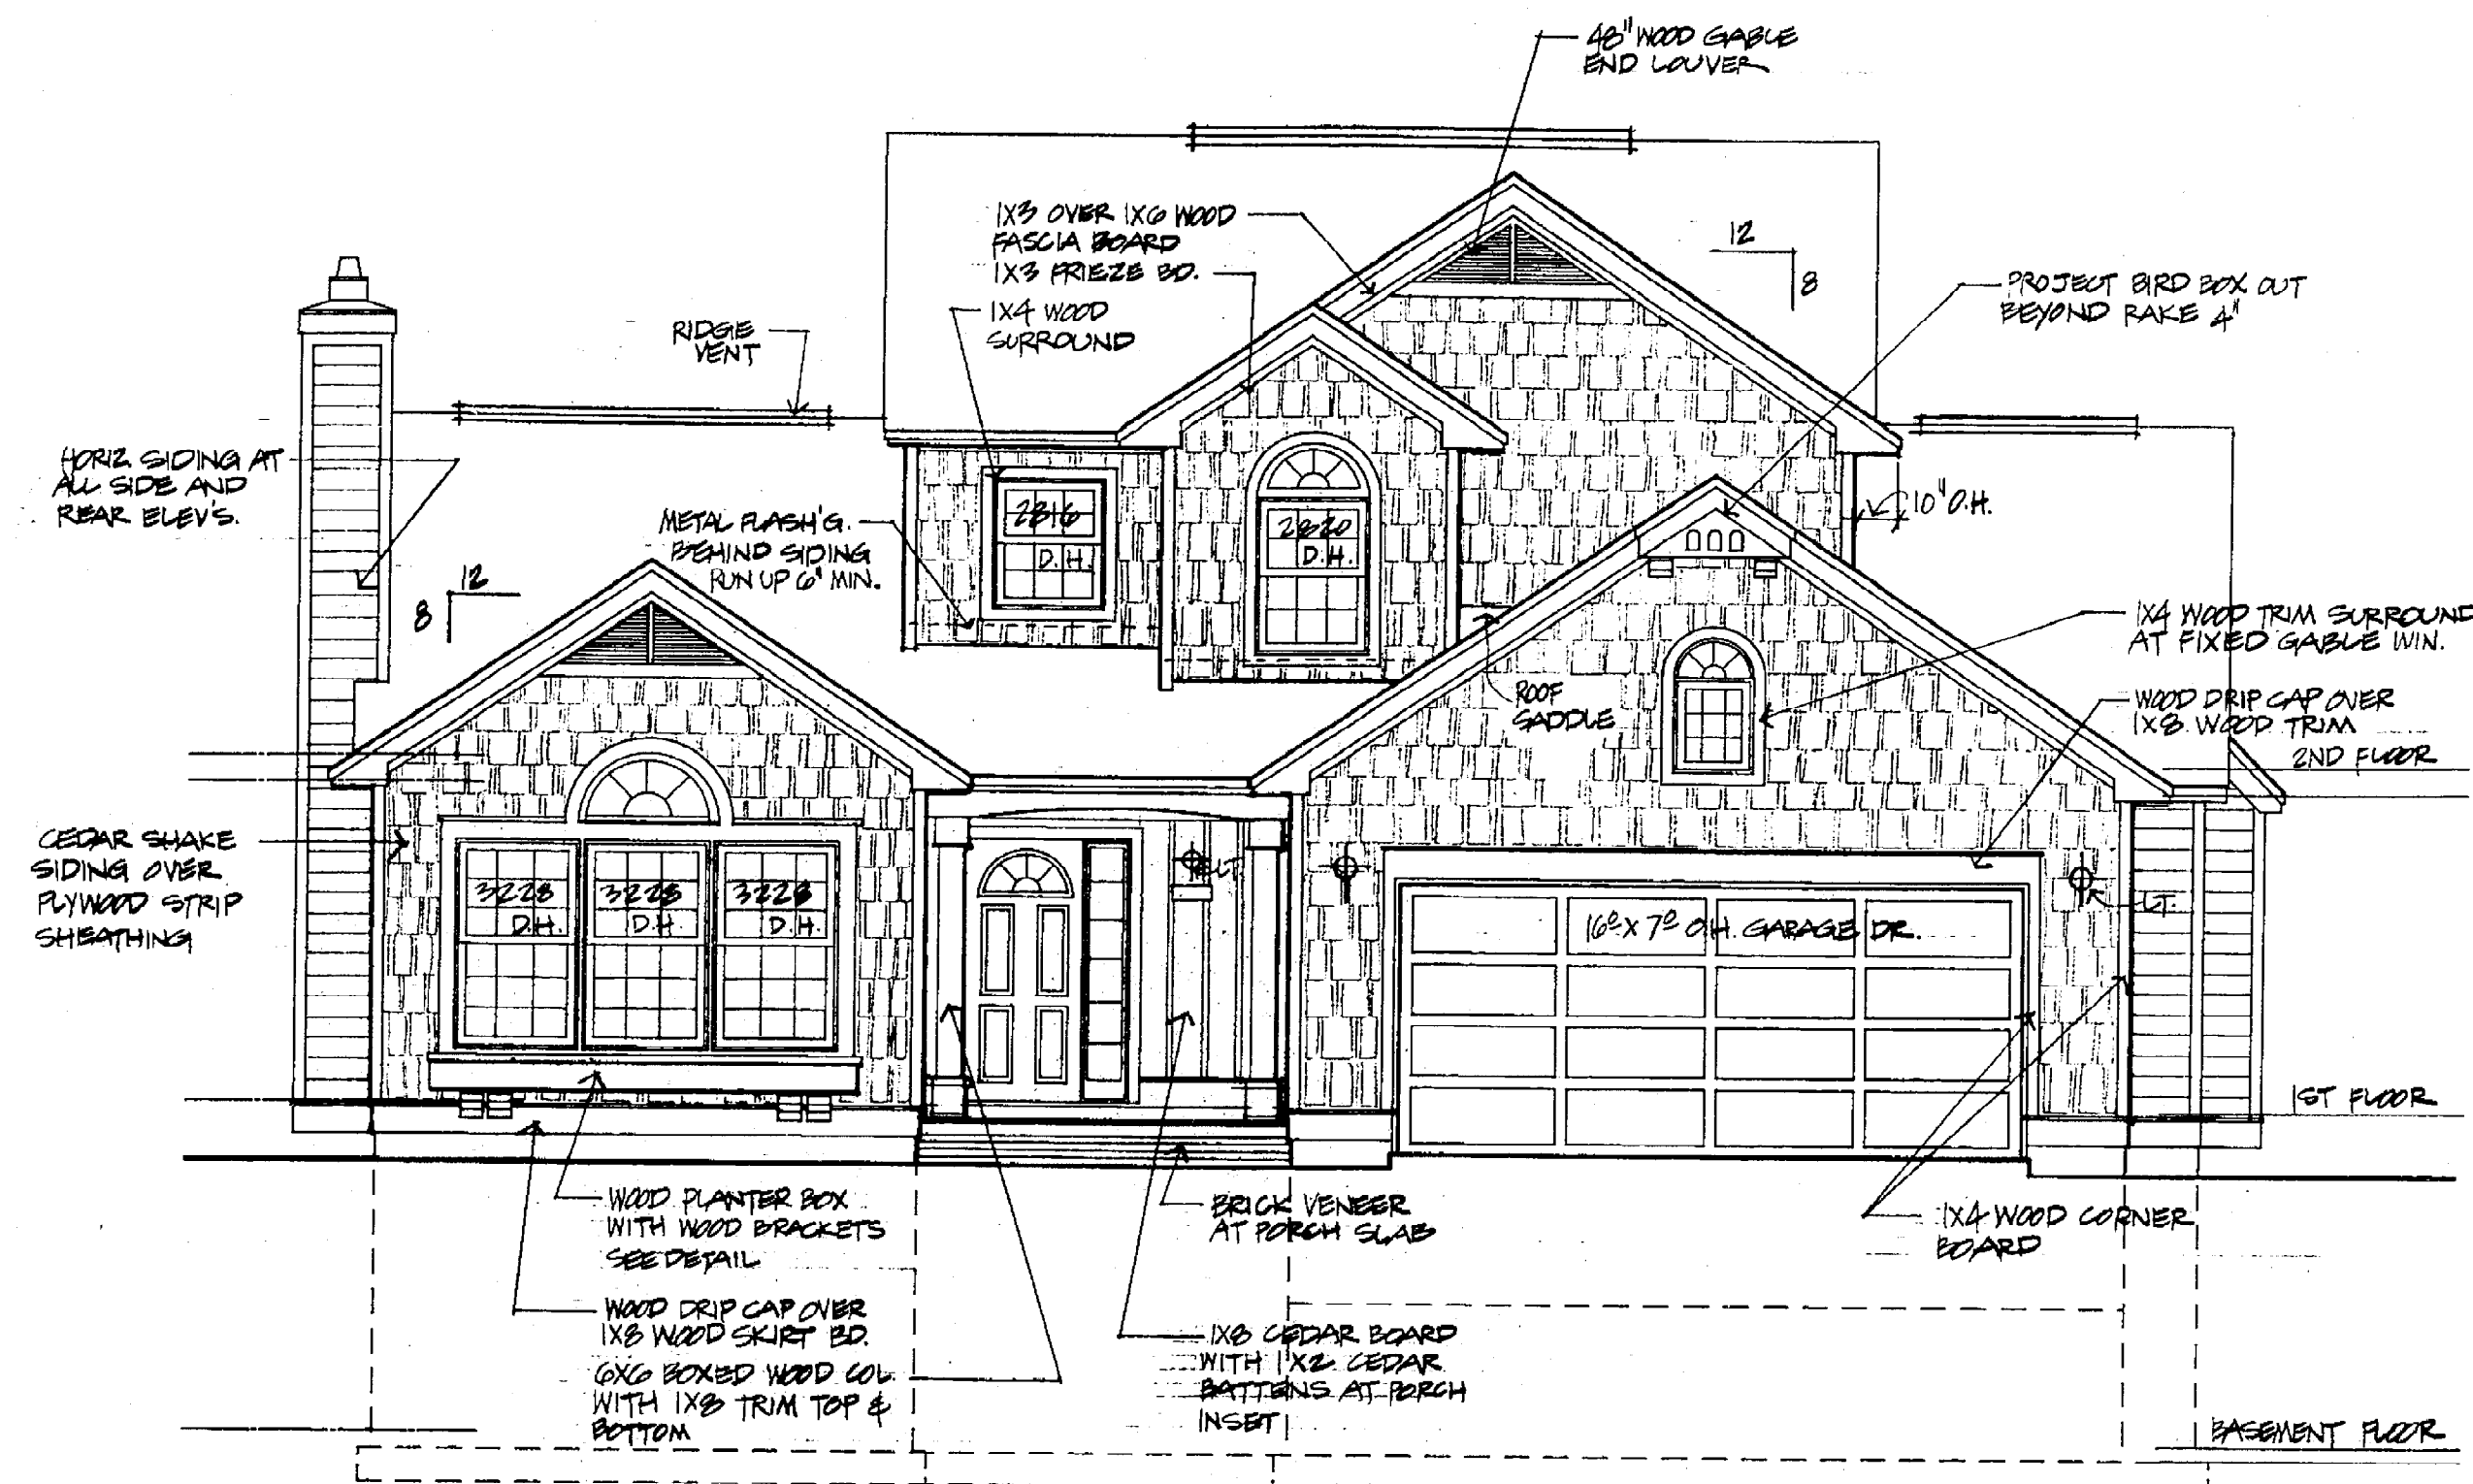 48" WOOD GABLE
END LOUVER
1X3 OVER 1X6 WOOD
FASCIA BOARD
1X3 FRIEZE BD.
1X4 WOOD
SURROUND
12
8
PROJECT BIRD BOX OUT
BEYOND RAKE 4"
RIDGE
VENT
HORIZ. SIDING AT
ALL SIDE AND
REAR ELEV'S.
METAL FLASH'G.
BEHIND SIDING
RUN UP 6" MIN.
2816
D.H.
2820
D.H.
10" O.H.
12
8
1X4 WOOD TRIM SURROUND
AT FIXED GABLE WIN.
ROOF
SADDLE
WOOD DRIP CAP OVER
1X8 WOOD TRIM
2ND FLOOR
CEDAR SHAKE
SIDING OVER
PLYWOOD STRIP
SHEATHING
3228
D.H.
3228
D.H.
3228
D.H.
LT.
LT.
16⁰ X 7⁰ O.H. GARAGE DR.
1ST FLOOR
WOOD PLANTER BOX
WITH WOOD BRACKETS
SEE DETAIL
BRICK VENEER
AT PORCH SLAB
1X4 WOOD CORNER
BOARD
WOOD DRIP CAP OVER
1X8 WOOD SKIRT BD.
6X6 BOXED WOOD COL.
WITH 1X8 TRIM TOP &
BOTTOM
1X8 CEDAR BOARD
WITH 1"X2 CEDAR
BATTENS AT PORCH
INSET
BASEMENT FLOOR